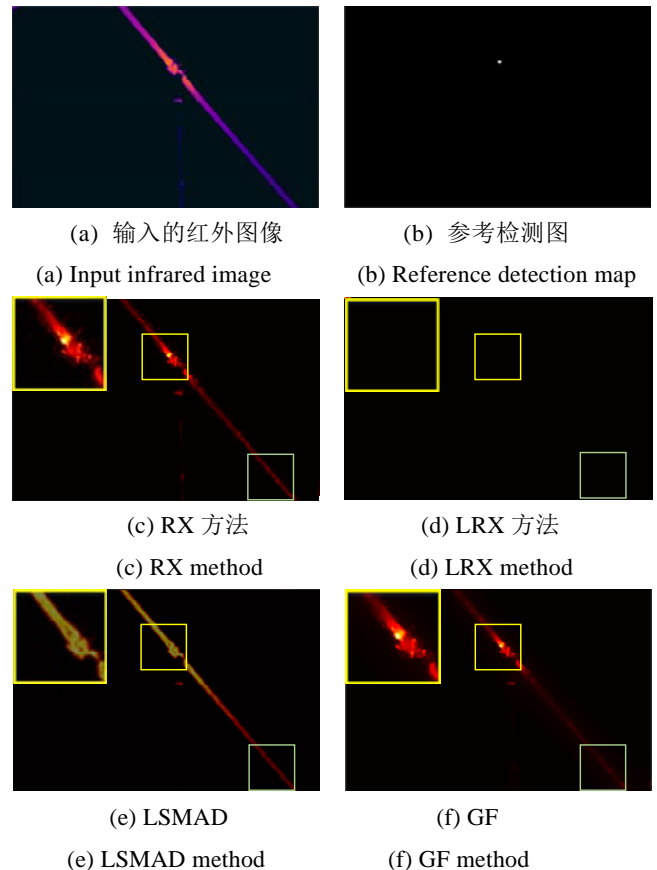 (a) 输入的红外图像
(b) 参考检测图
(a) Input infrared image
(b) Reference detection map
(c) RX 方法
(d) LRX 方法
(c) RX method
(d) LRX method
(e) LSMAD
(f) GF
(e) LSMAD method
(f) GF method